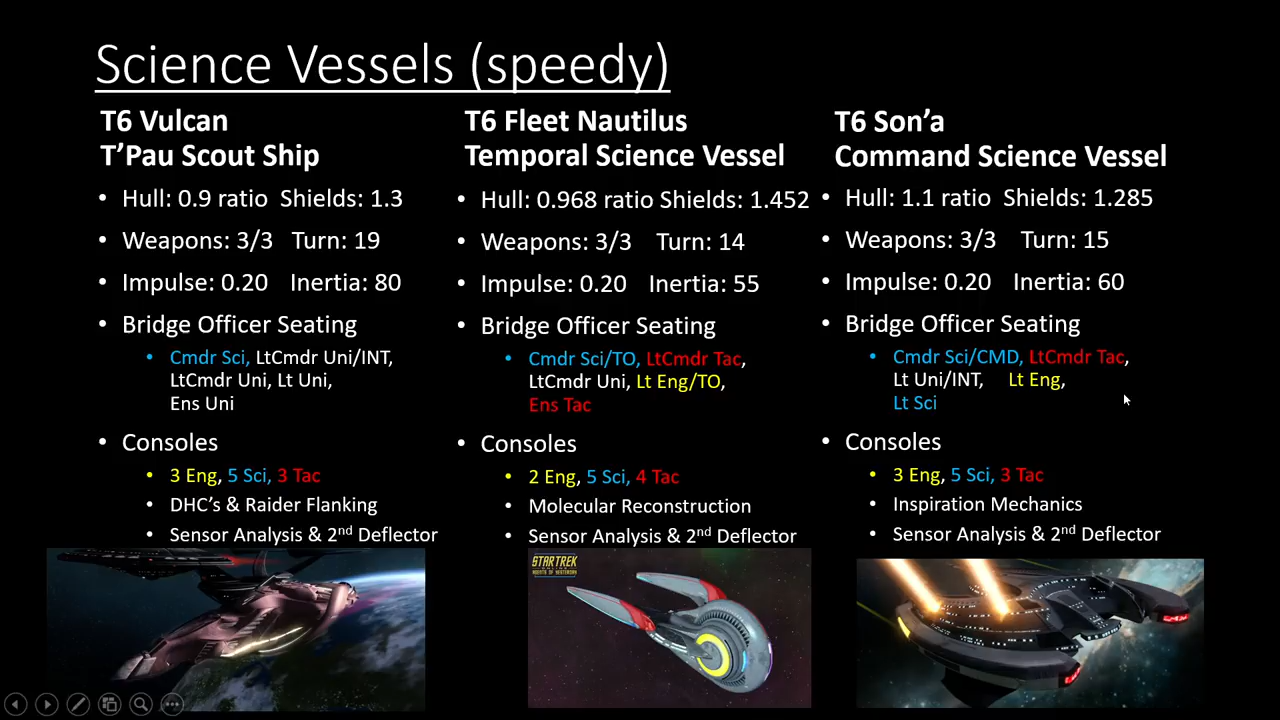 Science Vessels (speedy)
T6 Vulcan
T'Pau Scout Ship
• Hull: 0.9 ratio  Shields: 1.3
• Weapons: 3/3   Turn: 19
• Impulse: 0.20    Inertia: 80
• Bridge Officer Seating
• Cmdr Sci, LtCmdr Uni/INT,
LtCmdr Uni, Lt Uni,
Ens Uni
• Consoles
• 3 Eng, 5 Sci, 3 Tac
• DHC's & Raider Flanking
• Sensor Analysis & 2nd Deflector
T6 Fleet Nautilus
Temporal Science Vessel
• Hull: 0.968 ratio Shields: 1.452
• Weapons: 3/3    Turn: 14
• Impulse: 0.20    Inertia: 55
• Bridge Officer Seating
• Cmdr Sci/TO, LtCmdr Tac,
LtCmdr Uni, Lt Eng/TO,
Ens Tac
• Consoles
• 2 Eng, 5 Sci, 4 Tac
• Molecular Reconstruction
• Sensor Analysis & 2nd Deflector
STAR TREK
ONLINE
AGENTS OF YESTERDAY
T6 Son'a
Command Science Vessel
• Hull: 1.1 ratio  Shields: 1.285
• Weapons: 3/3    Turn: 15
• Impulse: 0.20    Inertia: 60
• Bridge Officer Seating
• Cmdr Sci/CMD, LtCmdr Tac,
Lt Uni/INT,     Lt Eng,
Lt Sci
• Consoles
• 3 Eng, 5 Sci, 3 Tac
• Inspiration Mechanics
• Sensor Analysis & 2nd Deflector